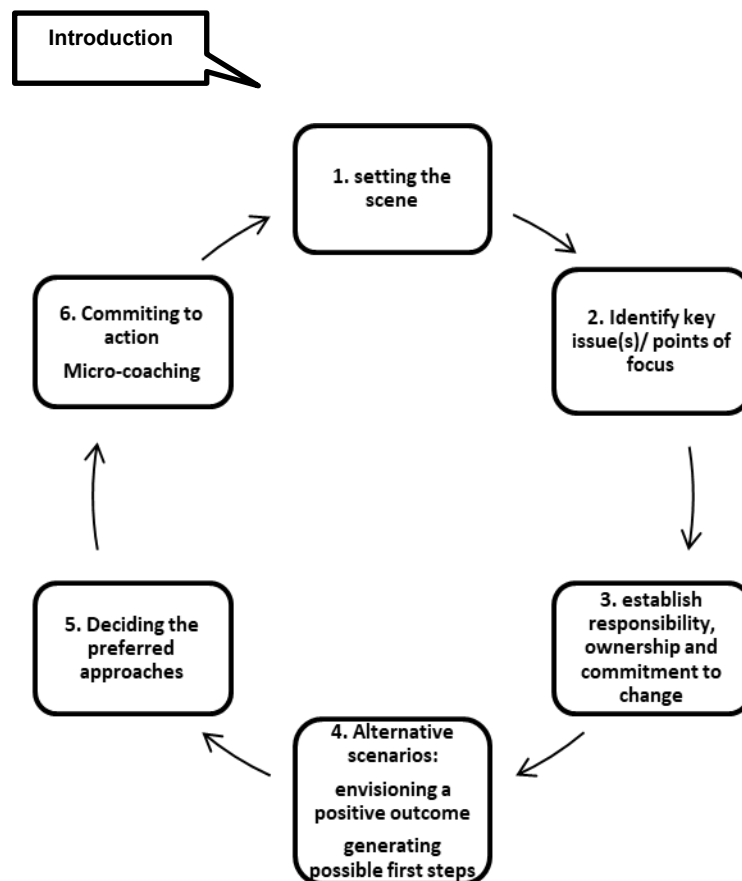 Introduction
1. setting the
scene
2. Identify key
issue(s)/ points of
focus
3. establish
responsibility,
ownership and
commitment to
change
4. Alternative
scenarios:
envisioning a
positive outcome
generating
possible first steps
5. Deciding the
preferred
approaches
6. Commiting to
action
Micro-coaching